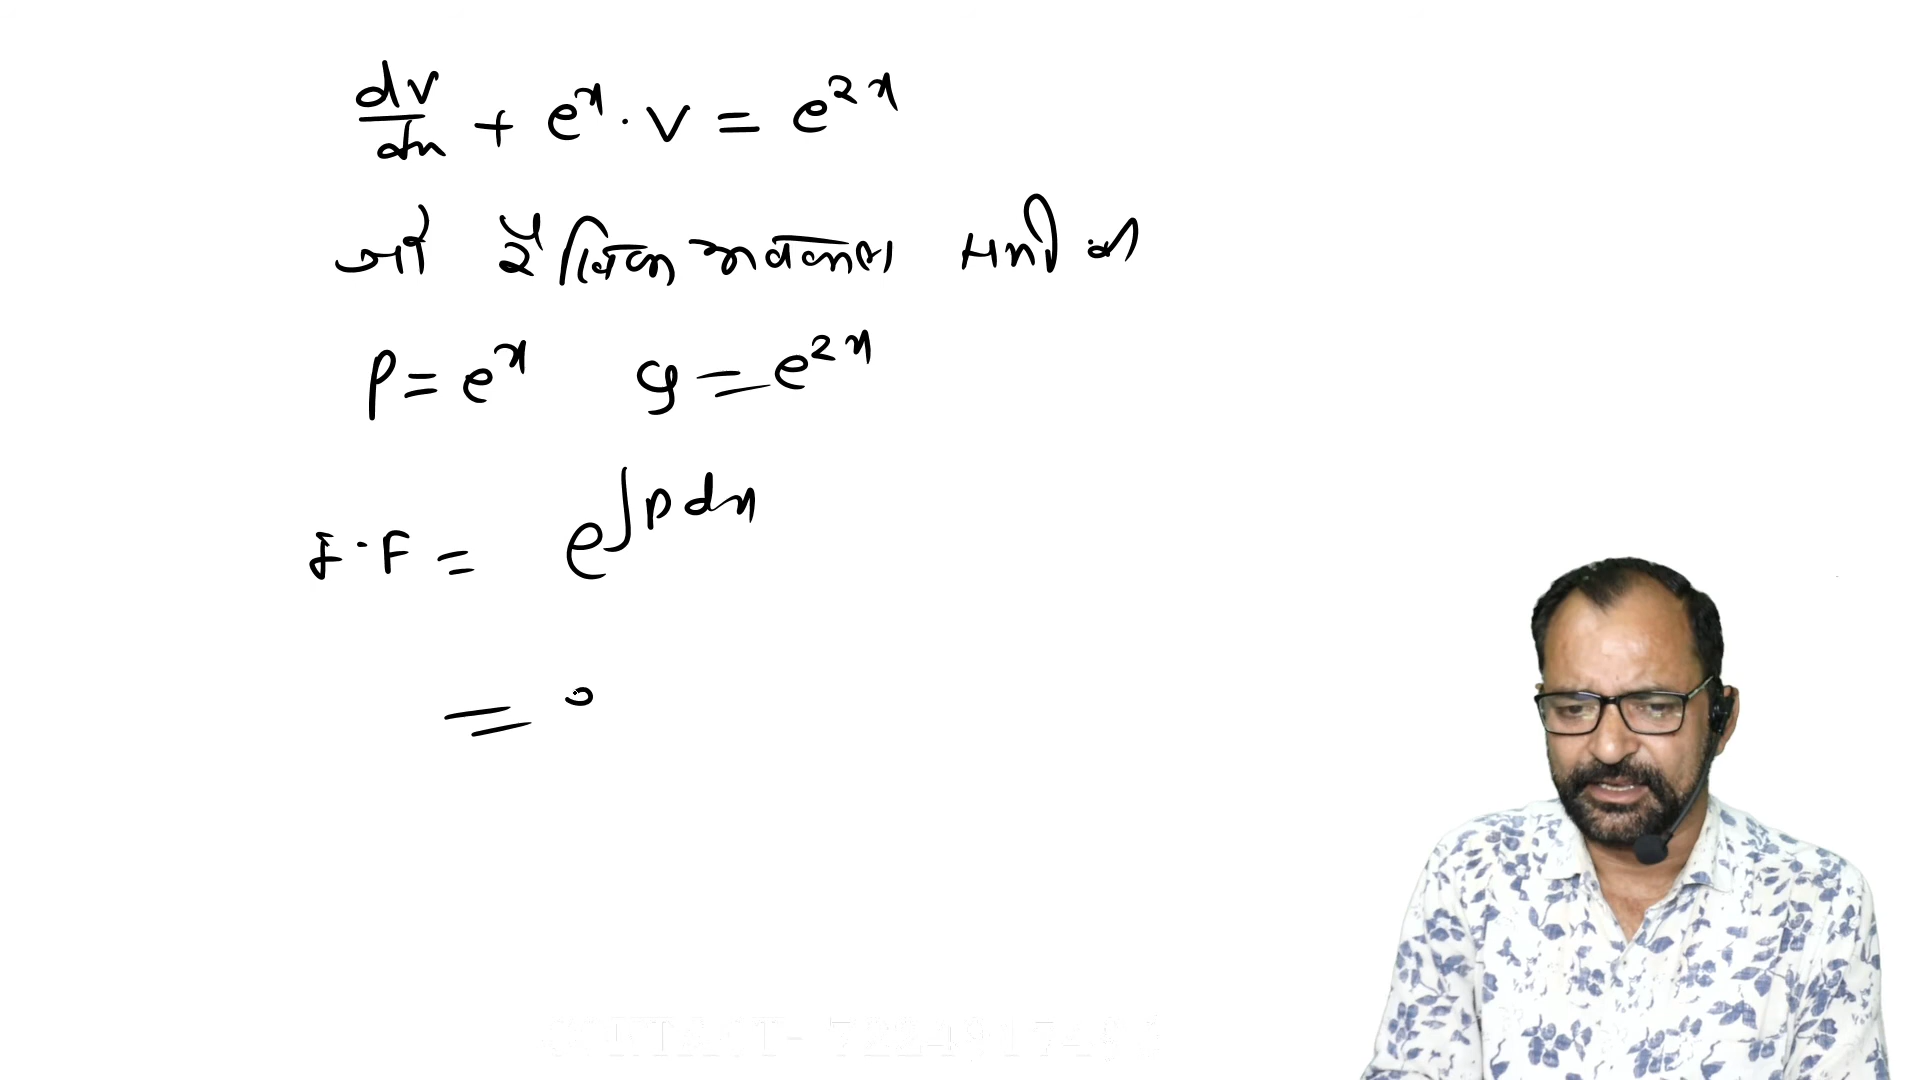 dv/dx + e^x · v = e^{2x}
जो रैखिक अवकल समी० का
P = e^x Q = e^{2x}
I·F = e^{∫P dx}
=